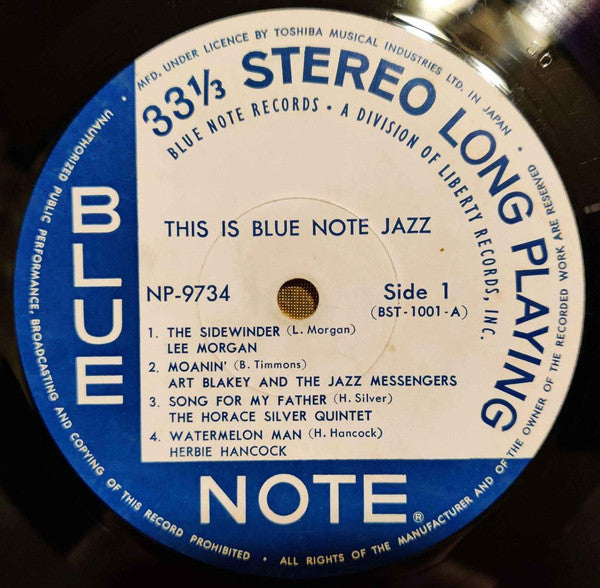 MFD. UNDER LICENCE BY TOSHIBA MUSICAL INDUSTRIES LTD. IN JAPAN •
33⅓ STEREO LONG PLAYING
BLUE NOTE RECORDS • A DIVISION OF LIBERTY RECORDS, INC.
THIS IS BLUE NOTE JAZZ
NP-9734
Side 1
(BST-1001-A)
1. THE SIDEWINDER (L. Morgan)
LEE MORGAN
2. MOANIN' (B. Timmons)
ART BLAKEY AND THE JAZZ MESSENGERS
3. SONG FOR MY FATHER (H. Silver)
THE HORACE SILVER QUINTET
4. WATERMELON MAN (H. Hancock)
HERBIE HANCOCK
BLUE
NOTE®
UNAUTHORIZED PUBLIC PERFORMANCE, BROADCASTING AND COPYING OF THIS RECORD PROHIBITED • ALL RIGHTS OF THE MANUFACTURER AND OF THE OWNER OF THE RECORDED WORK ARE RESERVED